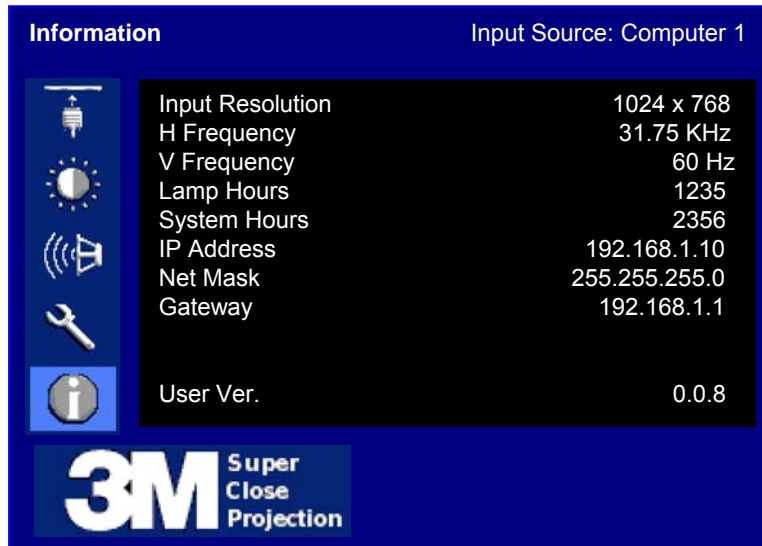 Information Input Source: Computer 1
Input Resolution 1024 x 768
H Frequency 31.75 KHz
V Frequency 60 Hz
Lamp Hours 1235
System Hours 2356
IP Address 192.168.1.10
Net Mask 255.255.255.0
Gateway 192.168.1.1
User Ver. 0.0.8
3M Super
Close
Projection